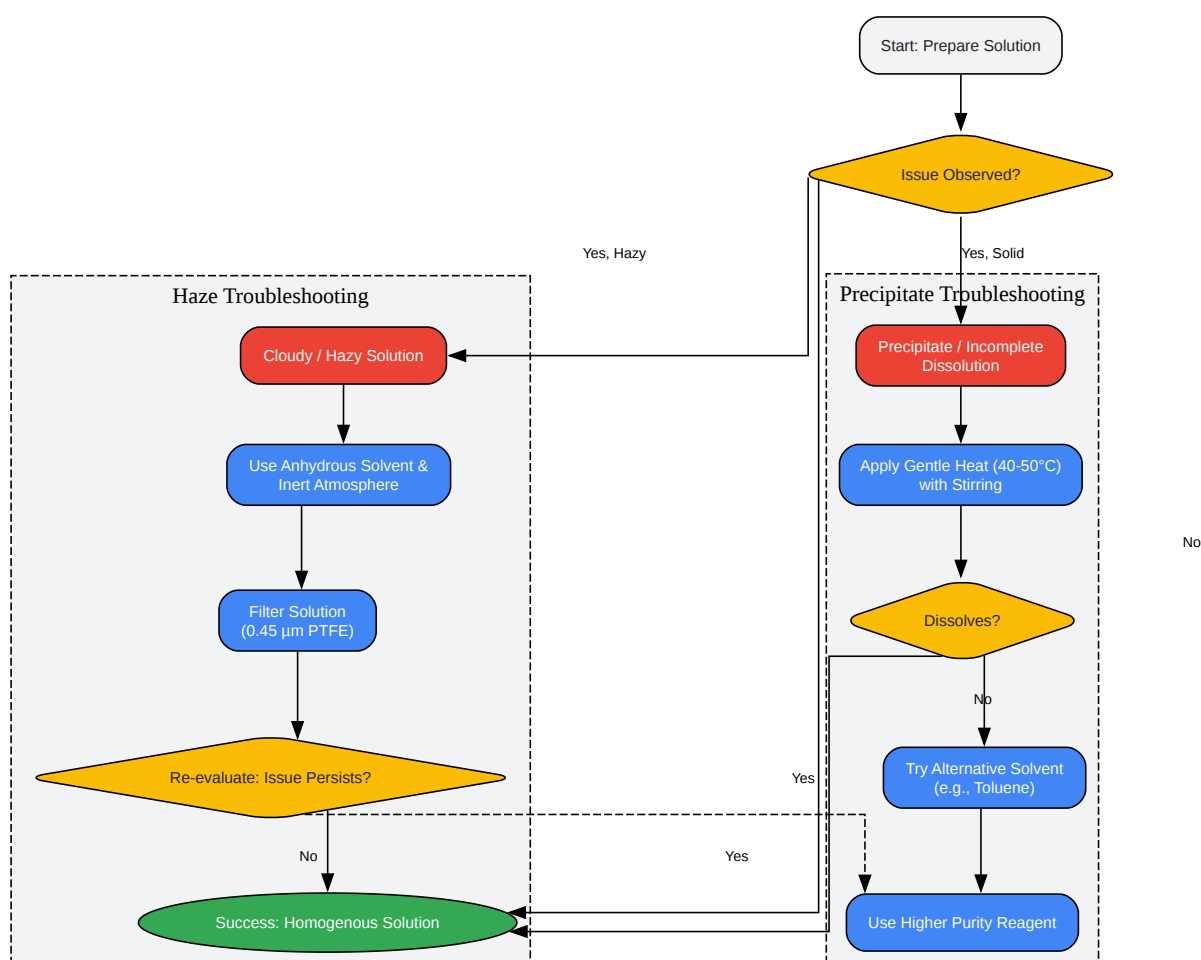 Start: Prepare Solution
Issue Observed?
Yes, Hazy
Yes, Solid
Haze Troubleshooting
Precipitate Troubleshooting
Cloudy / Hazy Solution
Precipitate / Incomplete
Dissolution
Use Anhydrous Solvent &
Inert Atmosphere
Apply Gentle Heat (40-50°C)
with Stirring
No
Filter Solution
(0.45 µm PTFE)
Dissolves?
No
Re-evaluate: Issue Persists?
Yes
Try Alternative Solvent
(e.g., Toluene)
No
Yes
Success: Homogenous Solution
Use Higher Purity Reagent